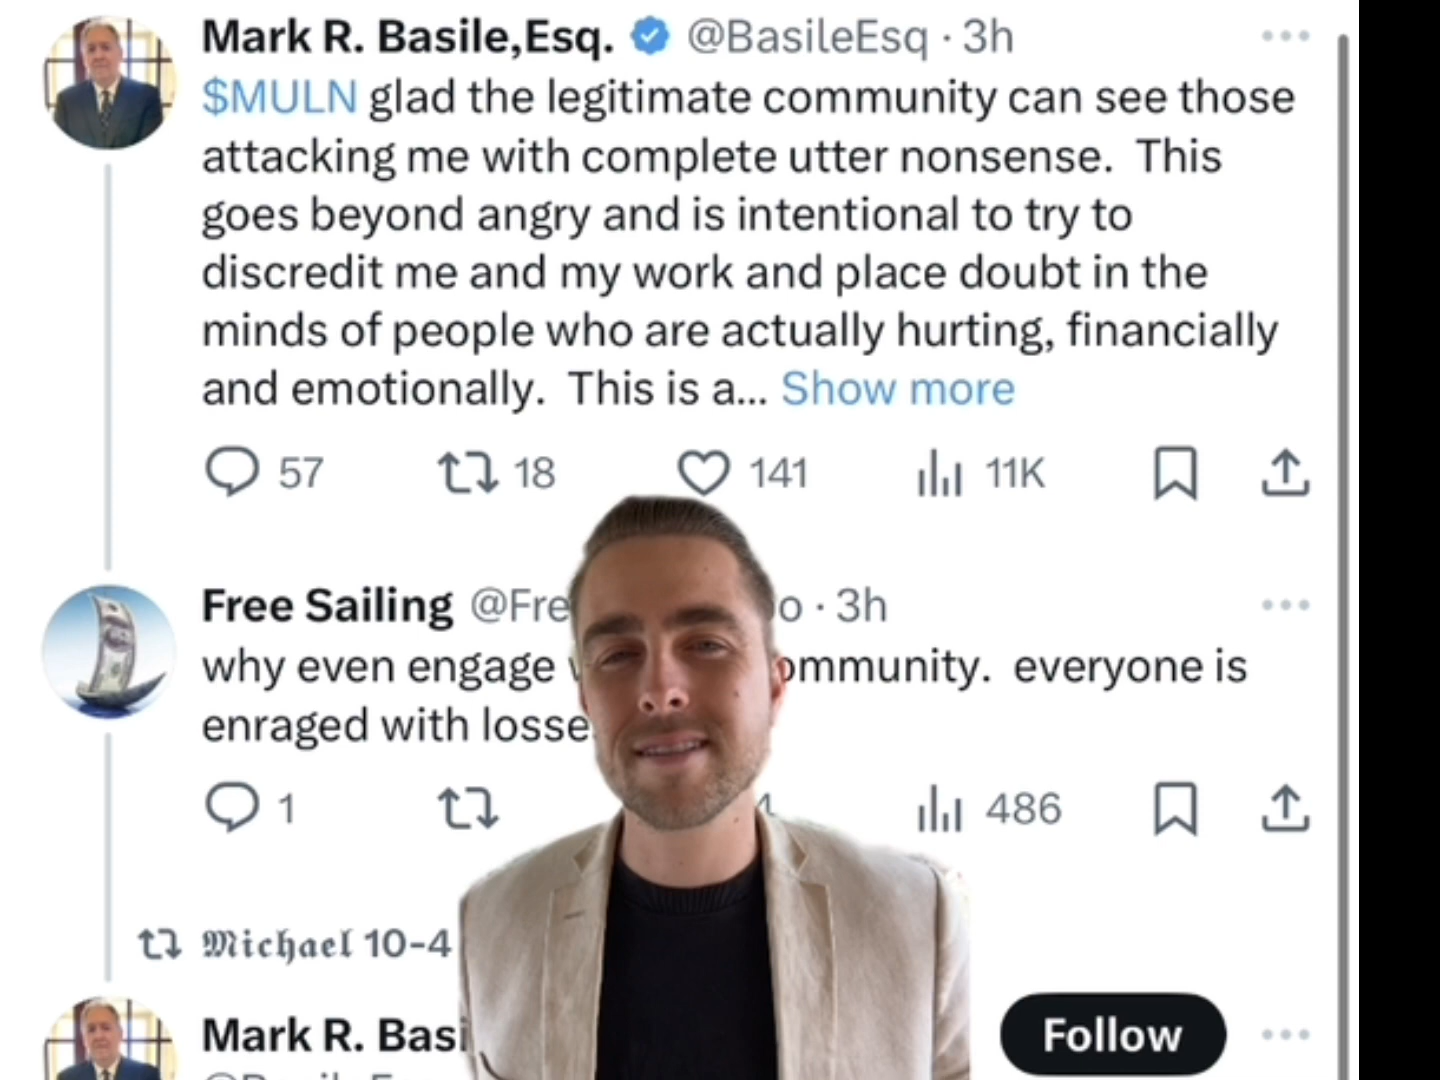 Mark R. Basile,Esq. @BasileEsq · 3h
$MULN glad the legitimate community can see those
attacking me with complete utter nonsense. This
goes beyond angry and is intentional to try to
discredit me and my work and place doubt in the
minds of people who are actually hurting, financially
and emotionally. This is a... Show more
57 18 141 11K
Free Sailing @Fre o · 3h
why even engage ommunity. everyone is
enraged with losse
1 486
Michael 10-4
Mark R. Basi
Follow